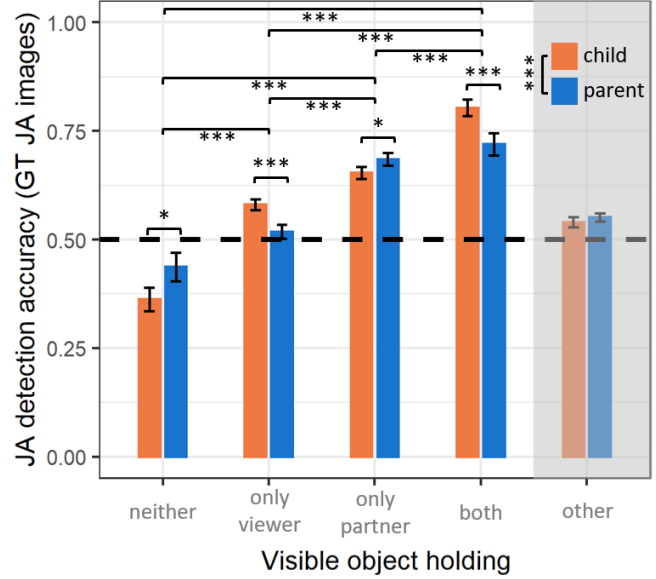 JA detection accuracy (GT JA images)
1.00
0.75
0.50
0.25
0.00
***
***
***
***
***
***
*
***
*
***
***
child
parent
neither
only
viewer
only
partner
both
other
Visible object holding